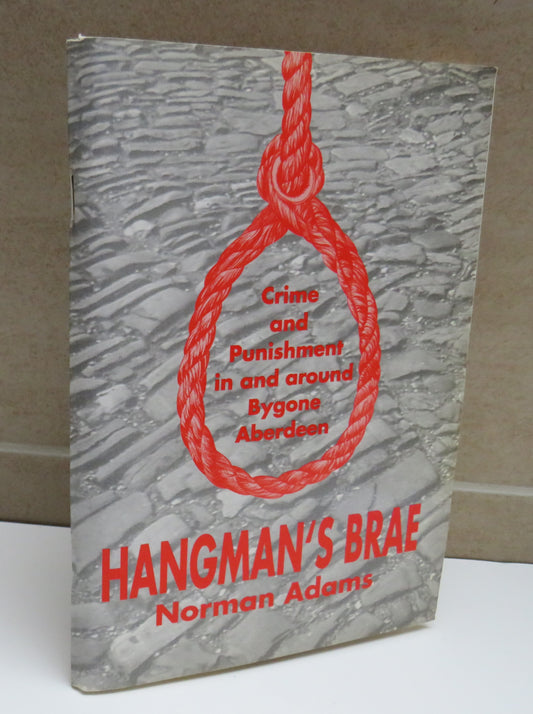 Crime
and
Punishment
in and around
Bygone
Aberdeen
HANGMAN'S BRAE
Norman Adams